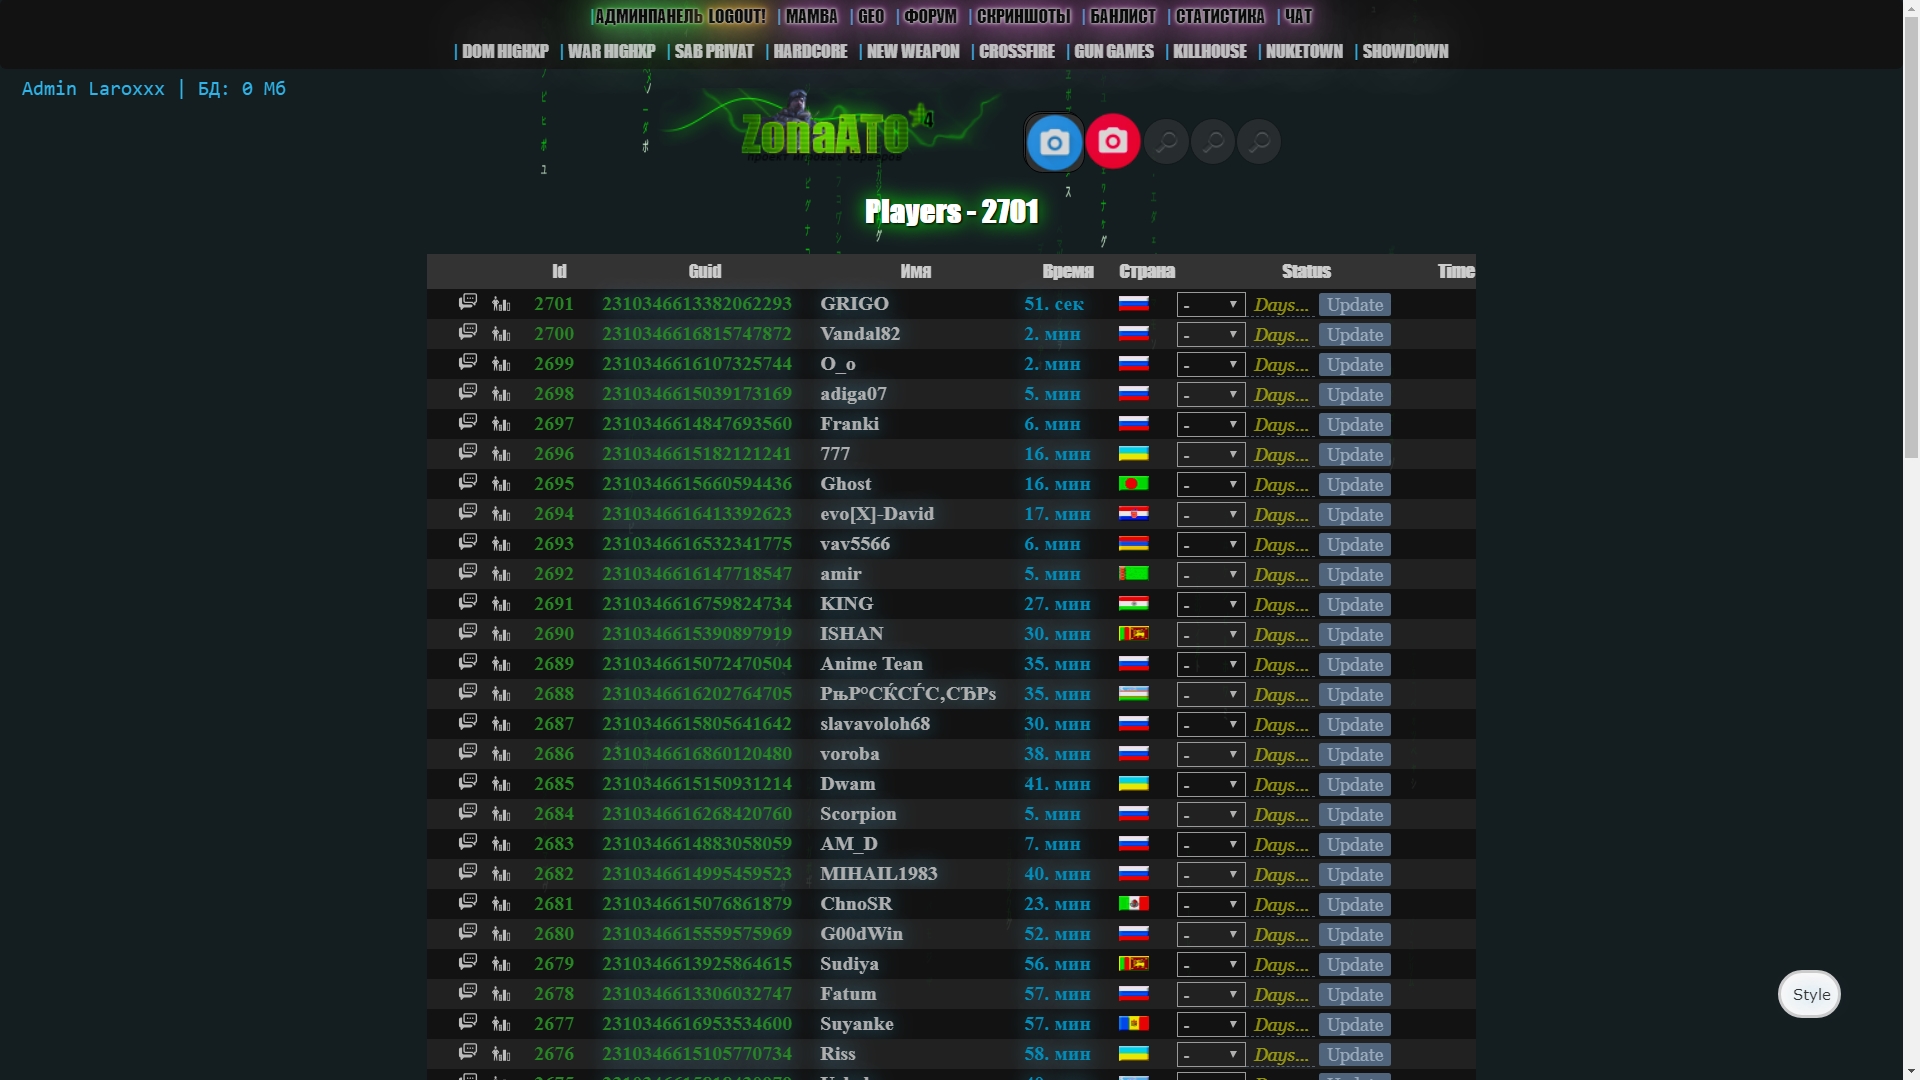 |АДМИНПАНЕЛЬ LOGOUT! | MAMBA | GEO | ФОРУМ | СКРИНШОТЫ | БАНЛИСТ | СТАТИСТИКА | ЧАТ
| DOM HIGHXP | WAR HIGHXP | SAB PRIVAT | HARDCORE | NEW WEAPON | CROSSFIRE | GUN GAMES | KILLHOUSE | NUKETOWN | SHOWDOWN
Admin Laroxxx | БД: 0 Мб
ZonaATO 4
проект игровых серверов
Players - 2701
Id Guid Имя Время Страна Status Time
2701 2310346613382062293 GRIGO 51. сек - Days... Update
2700 2310346616815747872 Vandal82 2. мин - Days... Update
2699 2310346616107325744 O_o 2. мин - Days... Update
2698 2310346615039173169 adiga07 5. мин - Days... Update
2697 2310346614847693560 Franki 6. мин - Days... Update
2696 2310346615182121241 777 16. мин - Days... Update
2695 2310346615660594436 Ghost 16. мин - Days... Update
2694 2310346616413392623 evo[X]-David 17. мин - Days... Update
2693 2310346616532341775 vav5566 6. мин - Days... Update
2692 2310346616147718547 amir 5. мин - Days... Update
2691 2310346616759824734 KING 27. мин - Days... Update
2690 2310346615390897919 ISHAN 30. мин - Days... Update
2689 2310346615072470504 Anime Tean 35. мин - Days... Update
2688 2310346616202764705 РњР°СЌСЃС‚СЂРѕ 35. мин - Days... Update
2687 2310346615805641642 slavavoloh68 30. мин - Days... Update
2686 2310346616860120480 voroba 38. мин - Days... Update
2685 2310346615150931214 Dwam 41. мин - Days... Update
2684 2310346616268420760 Scorpion 5. мин - Days... Update
2683 2310346614883058059 AM_D 7. мин - Days... Update
2682 2310346614995459523 MIHAIL1983 40. мин - Days... Update
2681 2310346615076861879 ChnoSR 23. мин - Days... Update
2680 2310346615559575969 G00dWin 52. мин - Days... Update
2679 2310346613925864615 Sudiya 56. мин - Days... Update
2678 2310346613306032747 Fatum 57. мин - Days... Update
2677 2310346616953534600 Suyanke 57. мин - Days... Update
2676 2310346615105770734 Riss 58. мин - Days... Update
Style